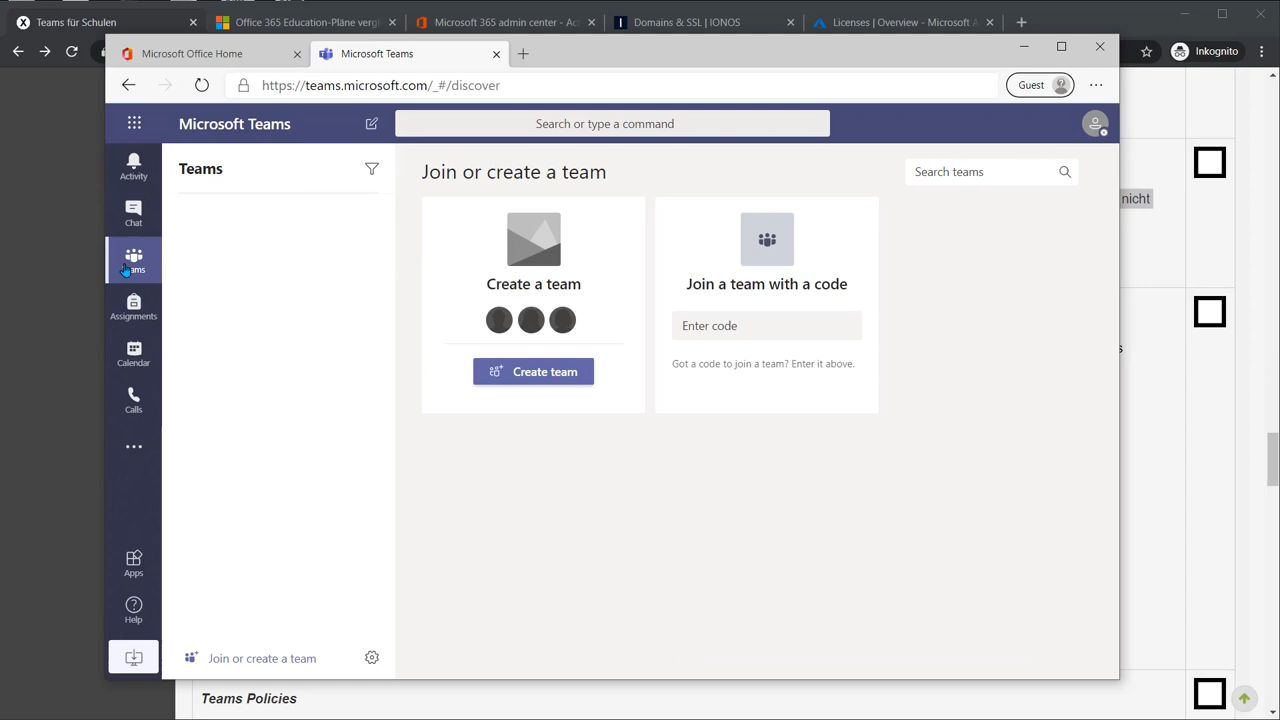 Teams für Schulen
Office 365 Education-Pläne vergl
Microsoft 365 admin center - Ac
Domains & SSL | IONOS
Licenses | Overview - Microsoft A
Inkognito
Microsoft Office Home
Microsoft Teams
https://teams.microsoft.com/_#/discover
Guest
Microsoft Teams
Search or type a command
Activity
Chat
Assignments
Calendar
Calls
Apps
Help
Teams
Join or create a team
Search teams
Create a team
Create team
Join a team with a code
Enter code
Got a code to join a team? Enter it above.
Join or create a team
nicht
s
Teams Policies